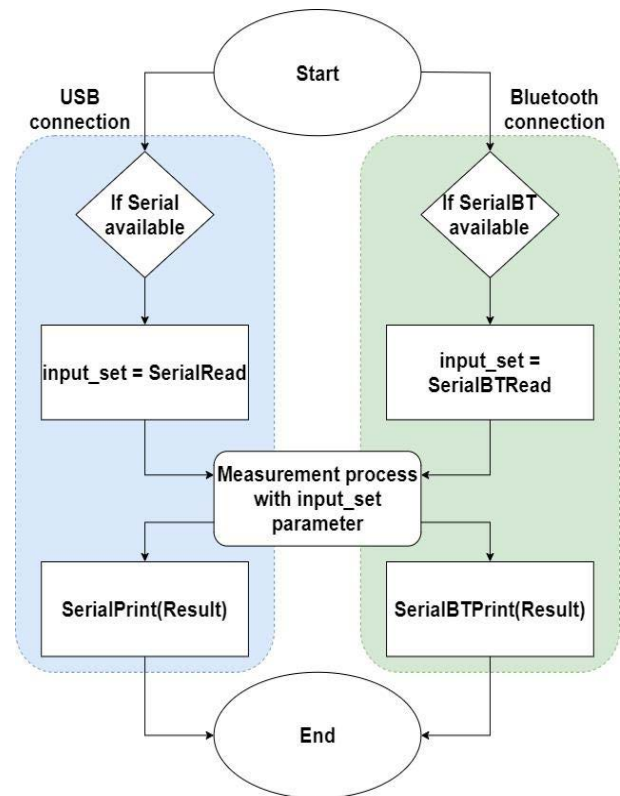 Start
USB
connection
Bluetooth
connection
If Serial
available
If SerialBT
available
input_set = SerialRead
input_set =
SerialBTRead
Measurement process
with input_set
parameter
SerialPrint(Result)
SerialBTPrint(Result)
End